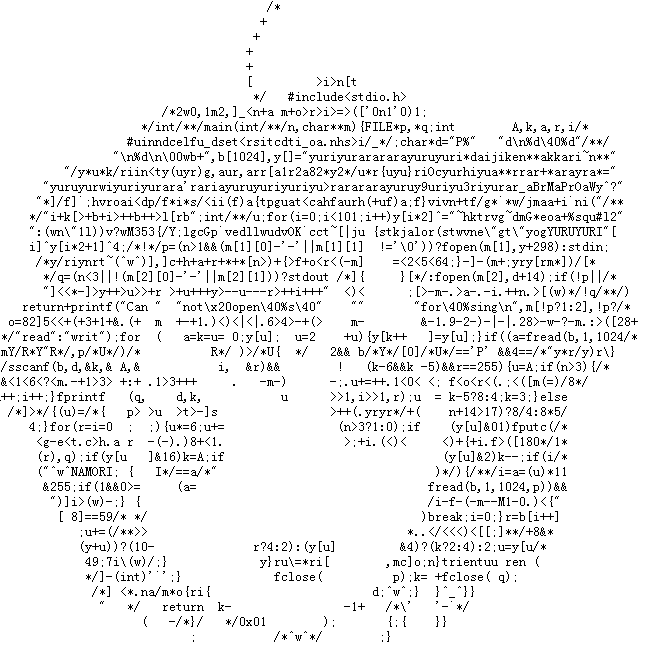 /*
+
+
+
+
[ >i>n[t
*/ #include<stdio.h>
/*2w0,1m2,]_<n+a m+o>r>i>=>(['0n1'0)1;
*/int/**/main(int/**/n,char**m){FILE*p,*q;int A,k,a,r,i/*
#uinndcelfu_dset<rsitcdti_oa.nhs>i/_*/;char*d="P%" "d\n%d\40%d"/**/
"\n%d\n\00wb+",b[1024],y[]="yuriyurarararayuruyuri*daijiken**akkari~n**"
"/y*u*k/riin<ty(uyr)g,aur,arr[a1r2a82*y2*/u*r{uyu}riOcyurhiyua**rrar+*arayra*="
"yuruyurwiyuriyurara'rariayuruyuriyuriyu>rarararayuruy9uriyu3riyurar_aBrMaPrOaWy^?"
"*]/f]`;hvroai<dp/f*i*s/<ii(f)a{tpguat<cahfaurh(+uf)a;f}vivn+tf/g*`*w/jmaa+i`ni("/**
*/"i+k[>+b+i>++b++>l[rb";int/**/u;for(i=0;i<101;i++)y[i*2]^="~hktrvg~dmG*eoa+%squ#l2"
":(wn\"1l))v?wM353{/Y;lgcGp`vedllwudvOK`cct~[|ju {stkjalor(stwvne\"gt\"yogYURUYURI"[
i]^y[i*2+1]^4;/*!*/p=(n>1&&(m[1][0]-'-'||m[1][1] !='\0'))?fopen(m[1],y+298):stdin;
/*y/riynrt~(^w^)],]c+h+a+r+*+*[n>)+{>f+o<r<(-m] =<2<5<64;}-]-(m+;yry[rm*])/[*
*/q=(n<3||!(m[2][0]-'-'||m[2][1]))?stdout /*]{ }[*/:fopen(m[2],d+14);if(!p||/*
"]<<*-]>y++>u>>+r >+u+++y>--u---r>++i+++" <)< ;[>-m-.>a-.-i.++n.>[(w)*/!q/**/)
return+printf("Can "not\x20open\40%s\40" "" "for\40%sing\n",m[!p?1:2],!p?/*
o=82]5<<+(+3+1+&.(+ m +-+1.)<)<|<|.6>4>-+(> m- &-1.9-2-)-|-|.28>-w-?-m.:>([28+
*/"read":"writ");for ( a=k=u= 0;y[u]; u=2 +u){y[k++ ]=y[u];}if((a=fread(b,1,1024/*
mY/R*Y"R*/,p/*U*/)/* R*/ )>/*U{ */ 2&& b/*Y*/[0]/*U*/=='P' &&4==/*"y*r/y)r\}
*/sscanf(b,d,&k,& A,& i, &r)&& ! (k-6&&k -5)&&r==255){u=A;if(n>3){/*
&<1<6<?<m.-+1>3> +:+ .1>3+++ . -m-) -;.u+=++.1<0< <; f<o<r<(.;<([m(=)/8/*
++;i++;}fprintf (q, d,k, u >>1,i>>1,r);u = k-5?8:4;k=3;}else
/*]>*/{(u)=/*{ p> >u >t>-]s >++(.yryr*/+( n+14>17)?8/4:8*5/
4;}for(r=i=0 ; ;){u*=6;u+= (n>3?1:0);if (y[u]&01)fputc(/*
<g-e<t.c>h.a r -(-).)8+<1. >;+i.(<)< <)+{+i.f>([180*/1*
(r),q);if(y[u ]&16)k=A;if (y[u]&2)k--;if(i/*
("^w^NAMORI; { I*/==a/*" )*/){/**/i=a=(u)*11
&255;if(1&&0>= (a= fread(b,1,1024,p))&&
")]i>(w)-;} { /i-f-(-m--M1-0.)<{"
[ 8]==59/* */ )break;i=0;}r=b[i++]
;u+=(/**>> *..</<<<)<[[;]**/+8&*
(y+u))?(10- r?4:2):(y[u] &4)?(k?2:4):2;u=y[u/*
49;7i\(w)/;} y}ru\=*ri[ ,mc]o;n}trientuu ren (
*/]-(int)'`';} fclose( p);k= +fclose( q);
/*] <*.na/m*o{ri{ d;^w^;} }^_^}}
" */ return k- -1+ /*\' '-`*/
( -/*}/ */0x01 ); {;{ }}
; /*^w^*/ ;}